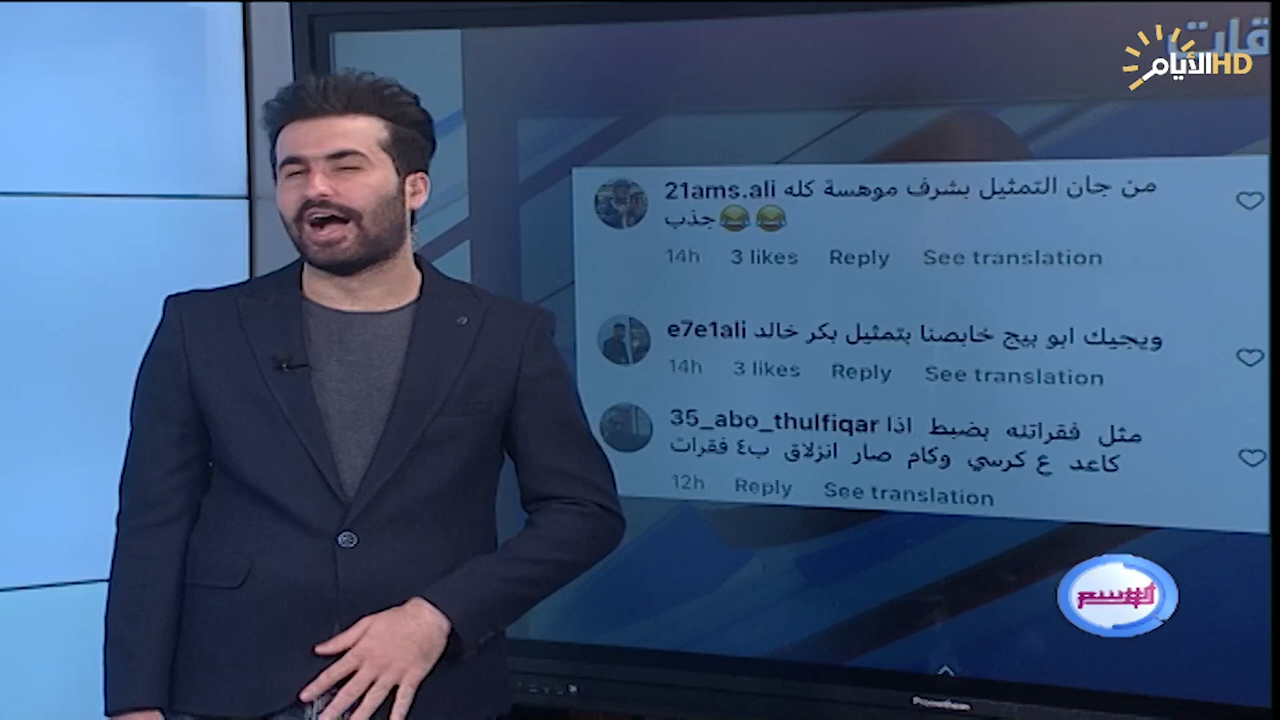 الأيام HD
21ams.ali من جان التمثيل بشرف موهسة كله
😂😂جذب
14h 3 likes Reply See translation
e7e1ali ويجيك ابو بيج خابصنا بتمثيل بكر خالد
14h 3 likes Reply See translation
35_abo_thulfiqar مثل فقراتنه بضبط اذا
كاعد ع كرسي وكام صار انزلاق ب٤ فقرات
12h Reply See translation
Promethean